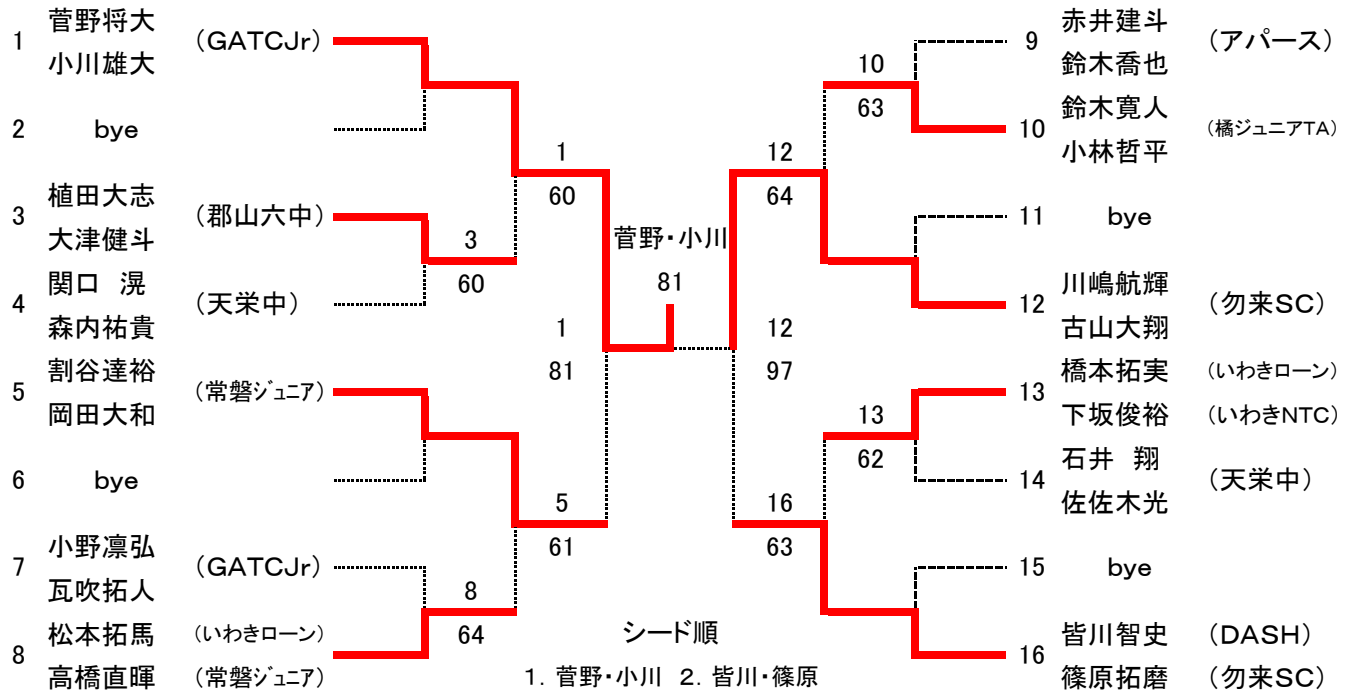 1 菅野将大 (GATCJr)
小川雄大
2 bye
3 植田大志 (郡山六中)
大津健斗
4 関口 滉 (天栄中)
森内祐貴
5 割谷達裕 (常磐ジュニア)
岡田大和
6 bye
7 小野凛弘 (GATCJr)
瓦吹拓人
8 松本拓馬 (いわきローン)
高橋直暉 (常磐ジュニア)
3
60
8
64
1
60
5
61
1
81
菅野・小川
81
12
97
12
64
16
63
10
63
13
62
9 赤井建斗 (アパース)
鈴木喬也
10 鈴木寛人 (橘ジュニアTA)
小林哲平
11 bye
12 川嶋航輝 (勿来SC)
古山大翔
13 橋本拓実 (いわきローン)
下坂俊裕 (いわきNTC)
14 石井 翔 (天栄中)
佐佐木光
15 bye
16 皆川智史 (DASH)
篠原拓磨 (勿来SC)
シード順
1. 菅野・小川 2. 皆川・篠原